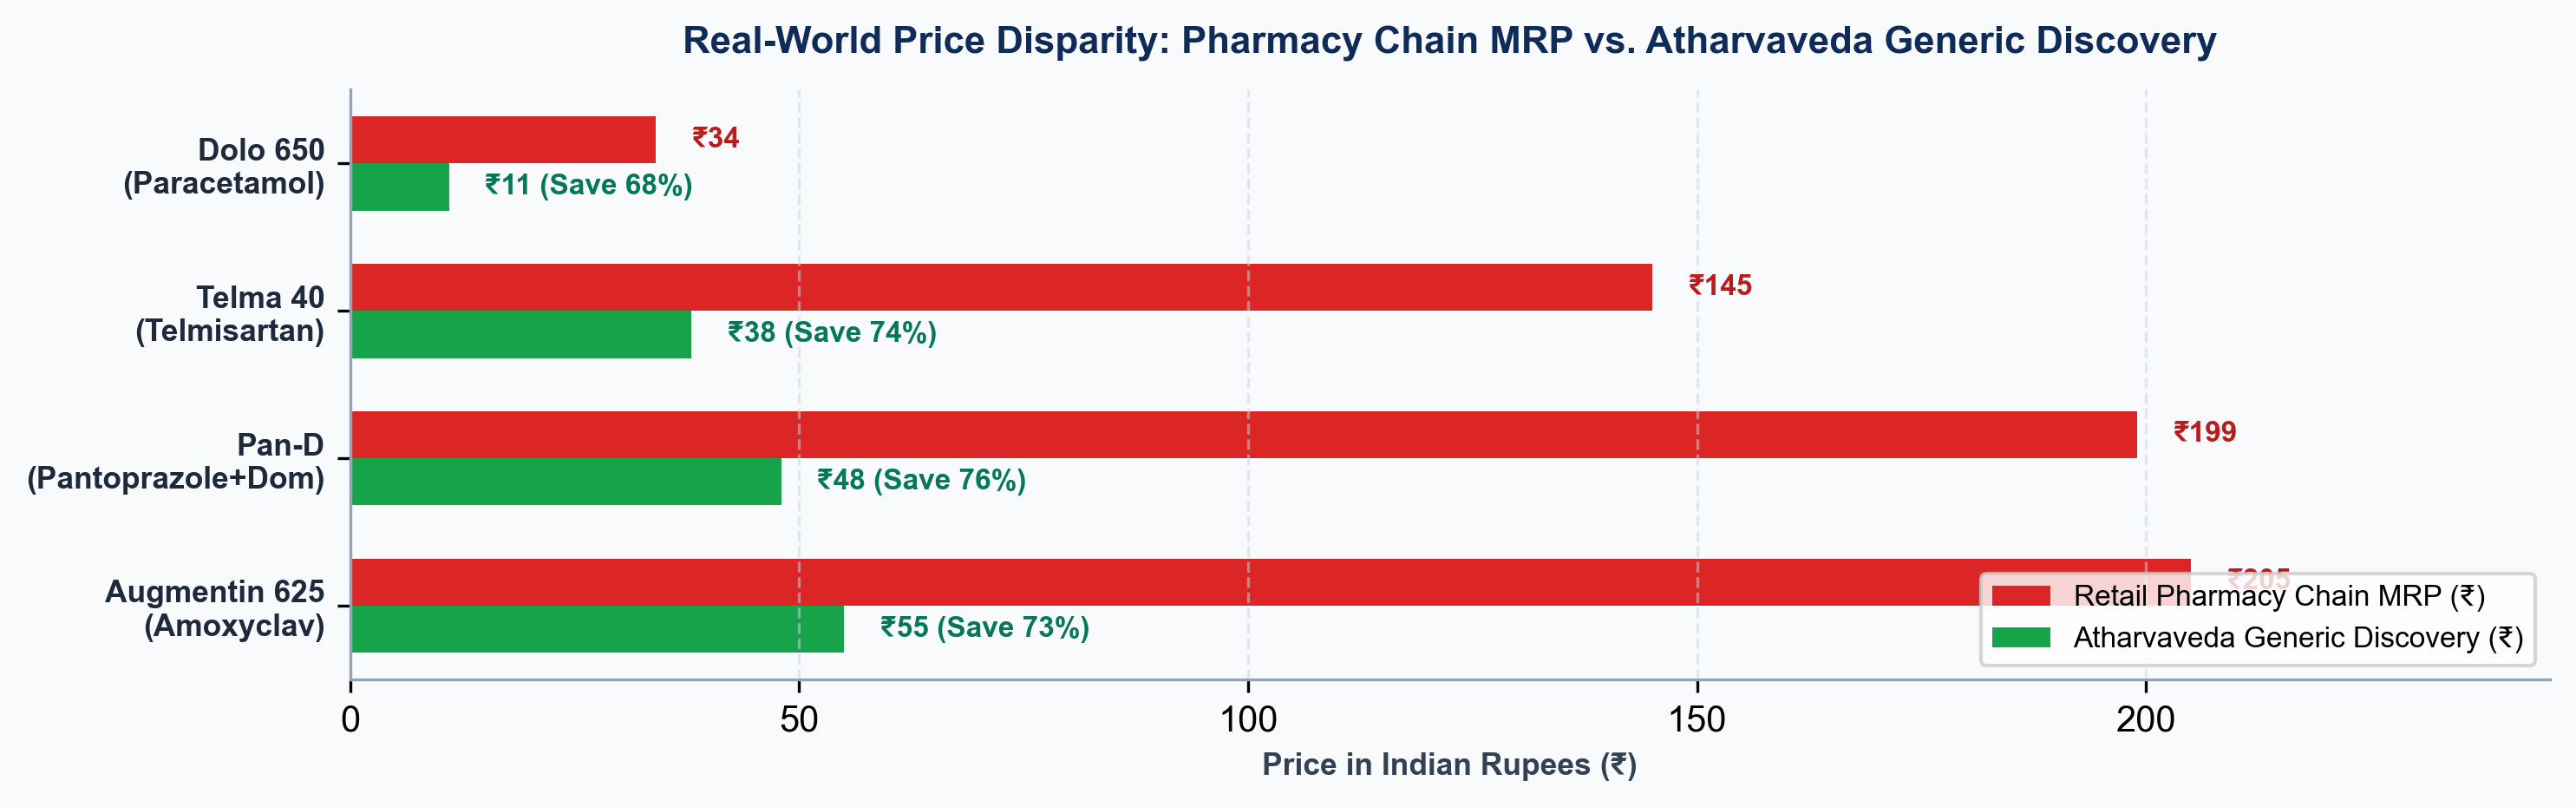 Real-World Price Disparity: Pharmacy Chain MRP vs. Atharvaveda Generic Discovery
Dolo 650
(Paracetamol)
₹34
₹11 (Save 68%)
Telma 40
(Telmisartan)
₹145
₹38 (Save 74%)
Pan-D
(Pantoprazole+Dom)
₹199
₹48 (Save 76%)
Augmentin 625
(Amoxyclav)
₹205
₹55 (Save 73%)
Retail Pharmacy Chain MRP (₹)
Atharvaveda Generic Discovery (₹)
0 50 100 150 200
Price in Indian Rupees (₹)